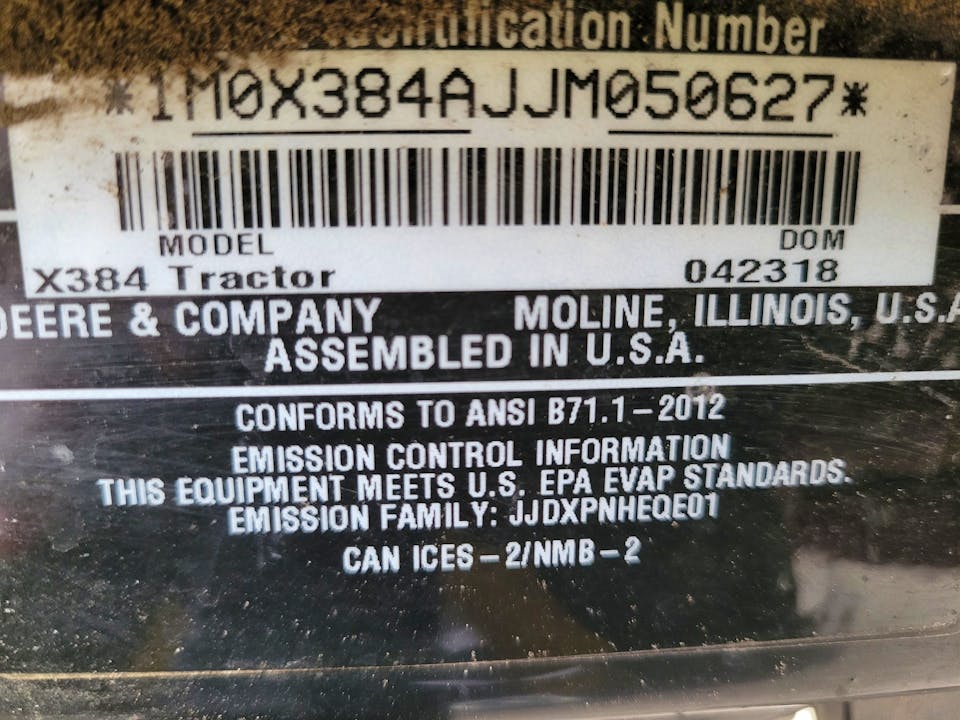 Identification Number
*1M0X384AJJM050627*
MODEL DOM
X384 Tractor 042318
DEERE & COMPANY MOLINE, ILLINOIS, U.S.A
ASSEMBLED IN U.S.A.
CONFORMS TO ANSI B71.1-2012
EMISSION CONTROL INFORMATION
THIS EQUIPMENT MEETS U.S. EPA EVAP STANDARDS.
EMISSION FAMILY: JJDXPNHEQE01
CAN ICES-2/NMB-2